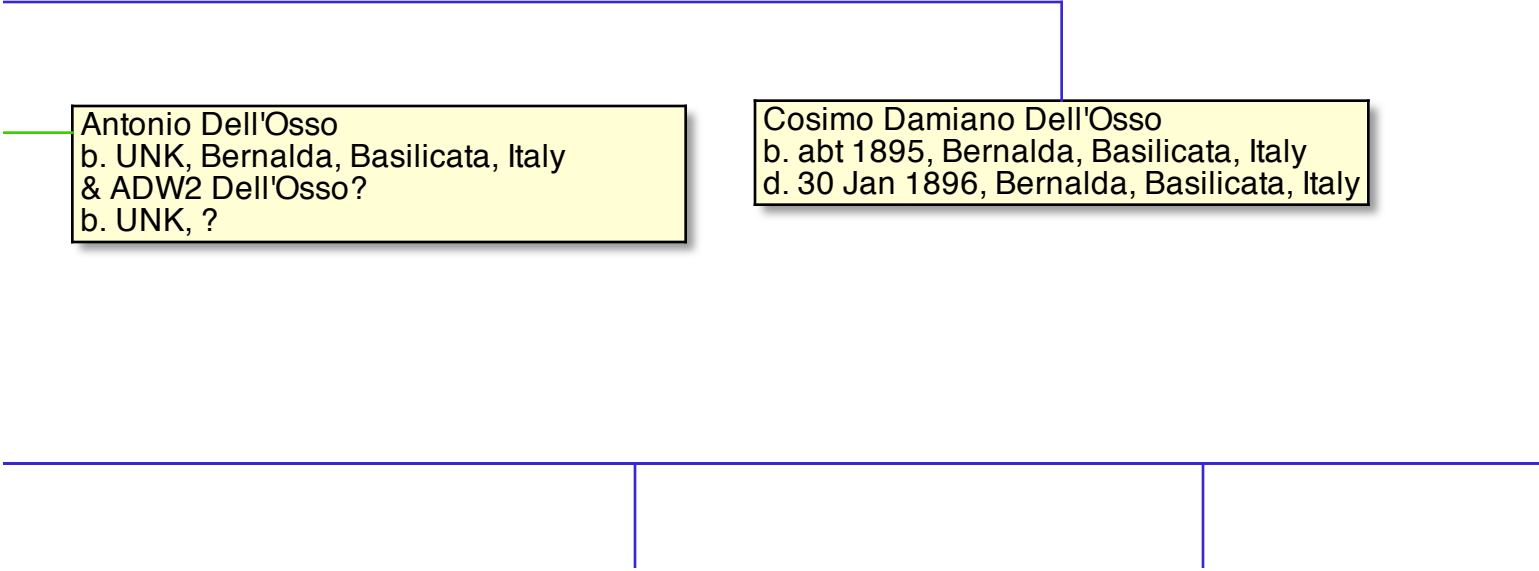 Antonio Dell'Osso
b. UNK, Bernalda, Basilicata, Italy
& ADW2 Dell'Osso?
b. UNK, ?
Cosimo Damiano Dell'Osso
b. abt 1895, Bernalda, Basilicata, Italy
d. 30 Jan 1896, Bernalda, Basilicata, Italy